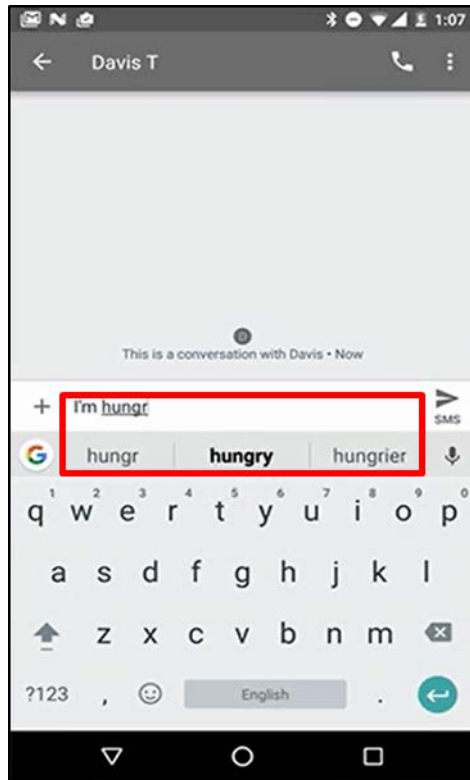 1:07
Davis T
This is a conversation with Davis • Now
I'm hungr
SMS
hungr hungry hungrier
1 2 3 4 5 6 7 8 9 0
q w e r t y u i o p
a s d f g h j k l
z x c v b n m
?123 , English .